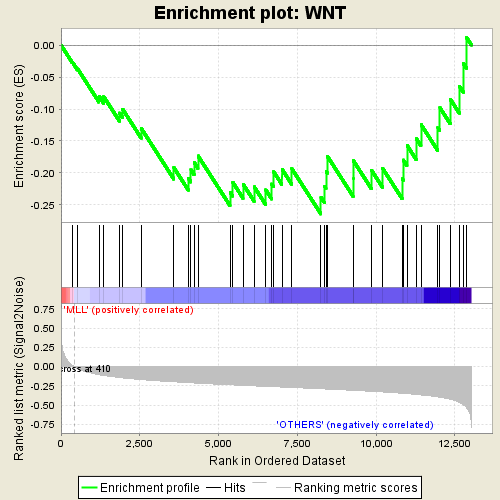 Enrichment plot: WNT
Enrichment score (ES)
0.00
-0.05
-0.10
-0.15
-0.20
-0.25
Ranked list metric (Signal2Noise)
0.75
0.50
0.25
0.00
-0.25
-0.50
-0.75
'MLL' (positively correlated)
cross at 410
'OTHERS' (negatively correlated)
0
2,500
5,000
7,500
10,000
12,500
Rank in Ordered Dataset
Enrichment profile
Hits
Ranking metric scores